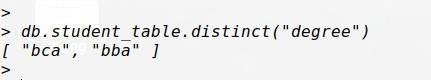 >
> db.student_table.distinct("degree")
[ "bca", "bba" ]
>